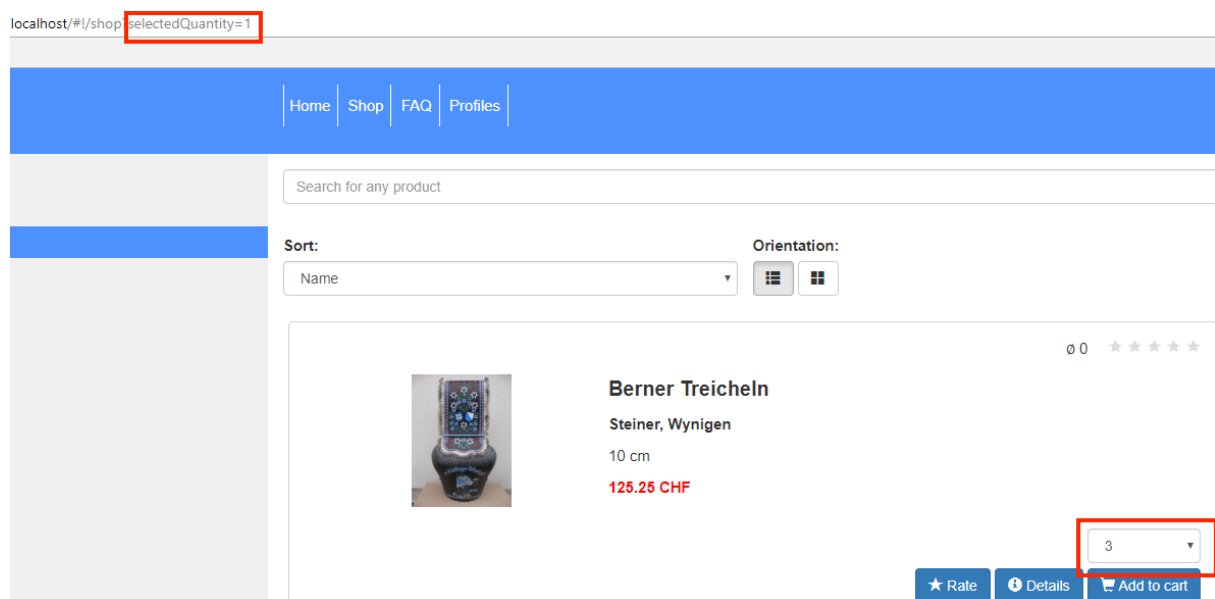 localhost/#!/shop?selectedQuantity=1
Home Shop FAQ Profiles
Search for any product
Sort:
Orientation:
Name
ø 0
Berner Treicheln
Steiner, Wynigen
10 cm
125.25 CHF
3
Rate Details Add to cart